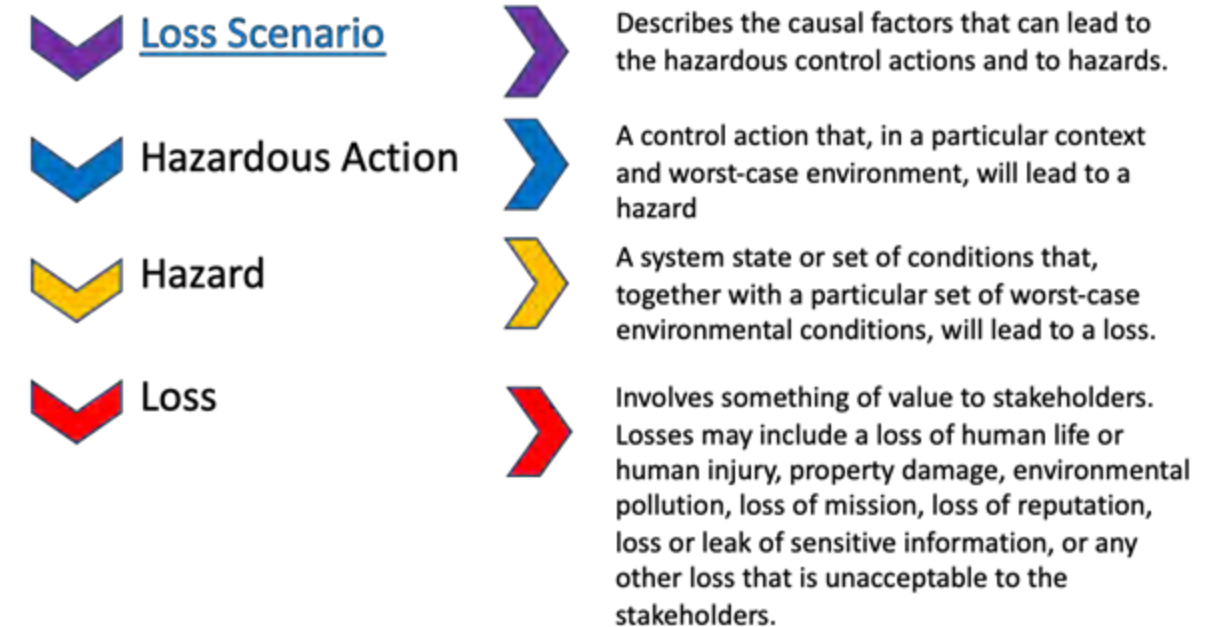 Loss Scenario
Describes the causal factors that can lead to
the hazardous control actions and to hazards.
Hazardous Action
A control action that, in a particular context
and worst-case environment, will lead to a
hazard
Hazard
A system state or set of conditions that,
together with a particular set of worst-case
environmental conditions, will lead to a loss.
Loss
Involves something of value to stakeholders.
Losses may include a loss of human life or
human injury, property damage, environmental
pollution, loss of mission, loss of reputation,
loss or leak of sensitive information, or any
other loss that is unacceptable to the
stakeholders.